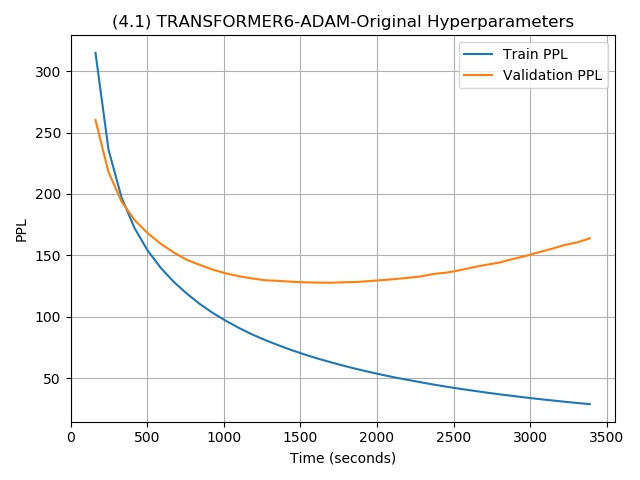 (4.1) TRANSFORMER6-ADAM-Original Hyperparameters
Train PPL
Validation PPL
PPL
300
250
200
150
100
50
0 500 1000 1500 2000 2500 3000 3500
Time (seconds)